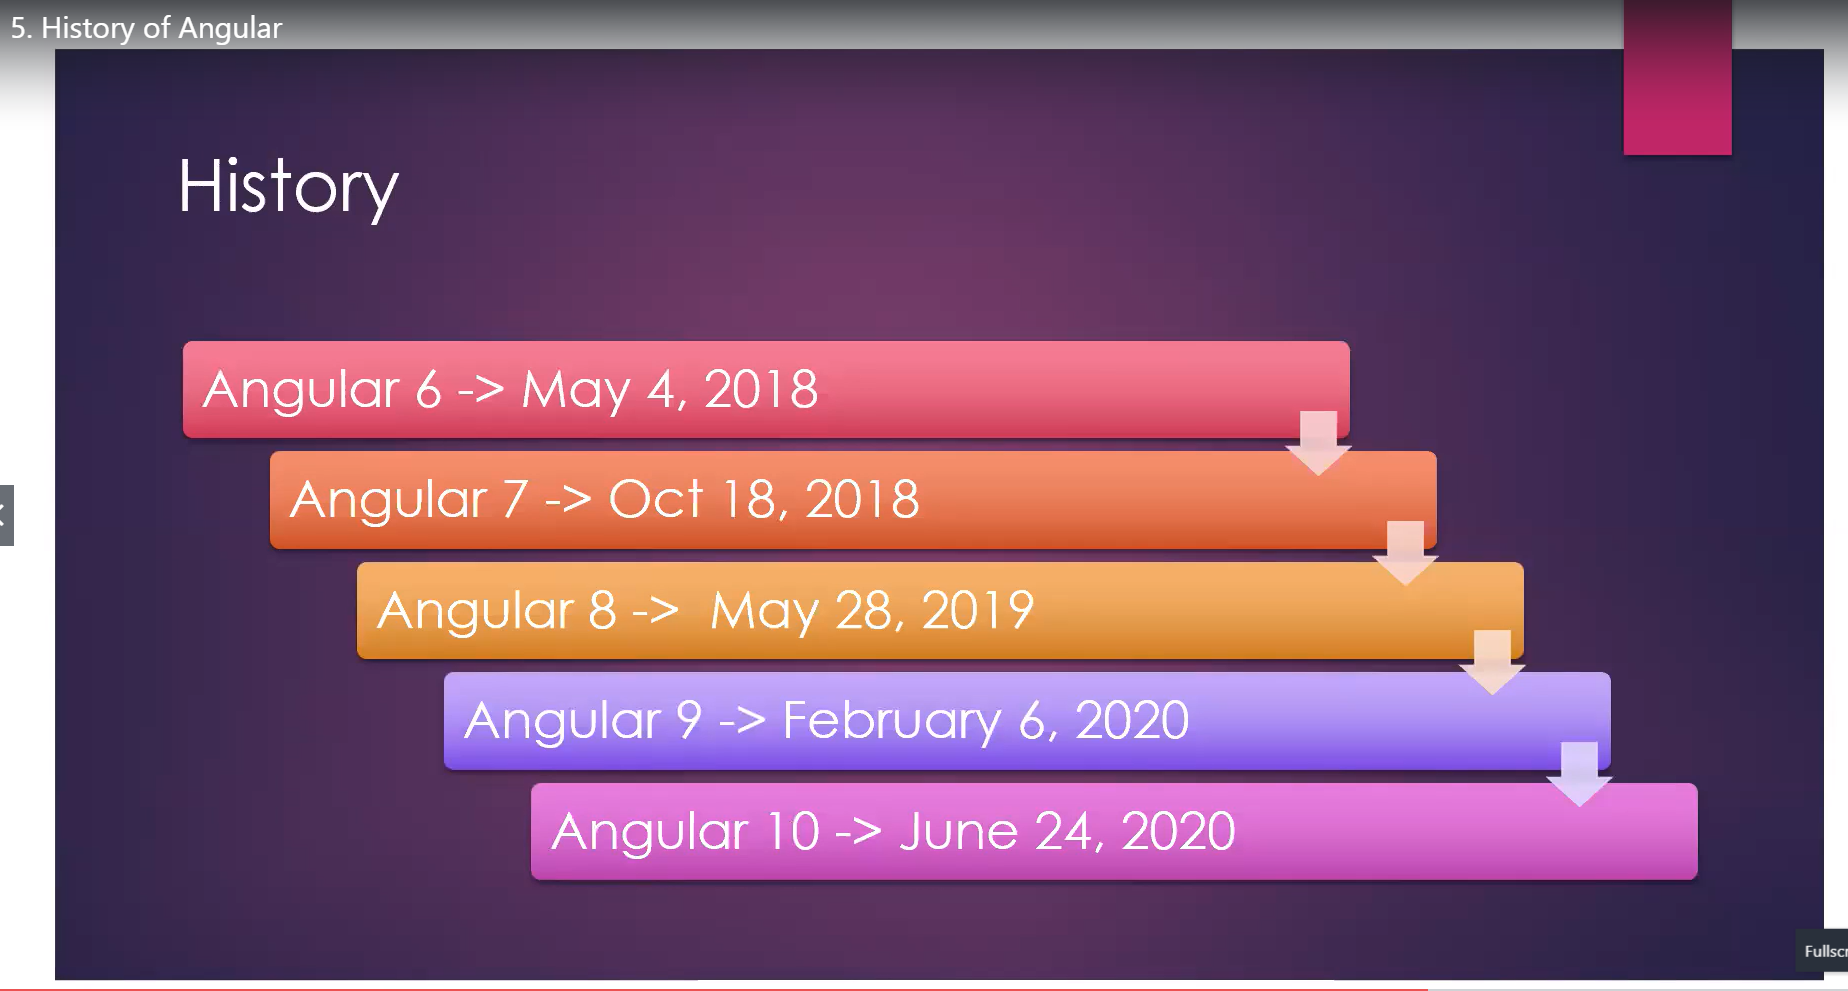 5. History of Angular
History
Angular 6 -> May 4, 2018
Angular 7 -> Oct 18, 2018
Angular 8 ->  May 28, 2019
Angular 9 -> February 6, 2020
Angular 10 -> June 24, 2020